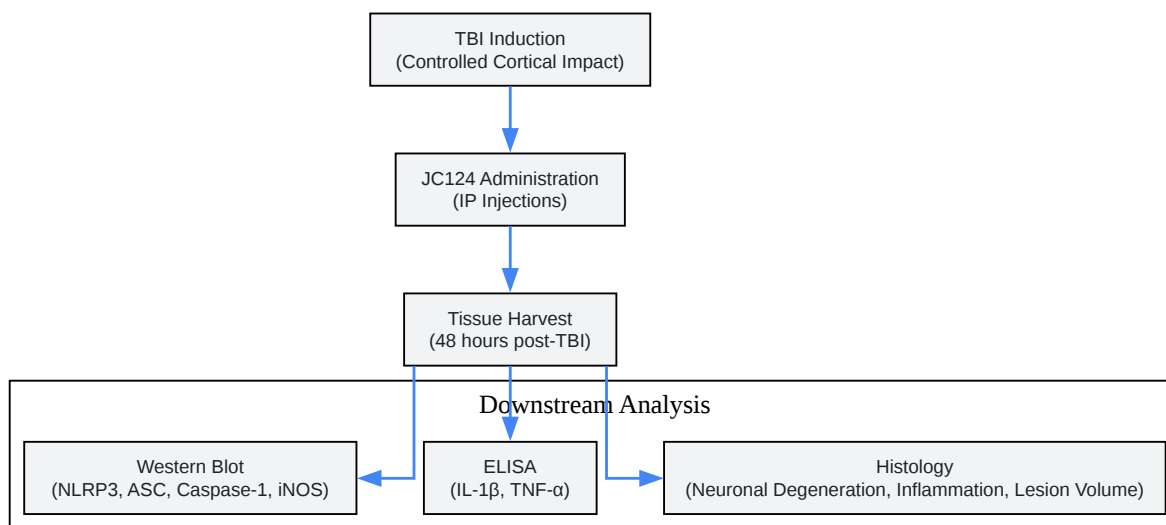 TBI Induction
(Controlled Cortical Impact)
JC124 Administration
(IP Injections)
Tissue Harvest
(48 hours post-TBI)
Downstream Analysis
Western Blot
(NLRP3, ASC, Caspase-1, iNOS)
ELISA
(IL-1β, TNF-α)
Histology
(Neuronal Degeneration, Inflammation, Lesion Volume)